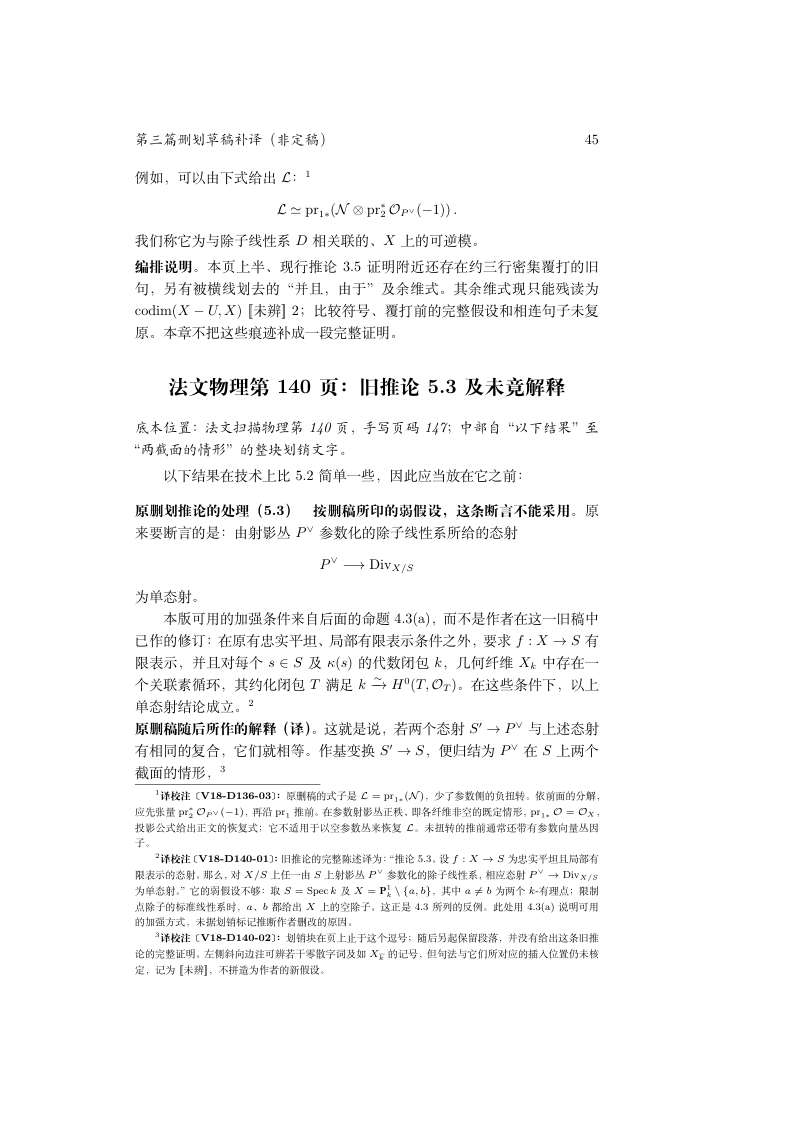 第三篇删划草稿补译（非定稿） 45
例如，可以由下式给出 ℒ：¹
ℒ ≃ pr₁∗(𝒩 ⊗ pr₂* 𝒪_{P∨}(−1)) .
我们称它为与除子线性系 D 相关联的、X 上的可逆模。
编排说明。本页上半、现行推论 3.5 证明附近还存在约三行密集覆打的旧
句，另有被横线划去的“并且，由于”及余维式。其余维式现只能残读为
codim(X − U, X) ⟦未辨⟧ 2；比较符号、覆打前的完整假设和相连句子未复
原。本章不把这些痕迹补成一段完整证明。
法文物理第 140 页：旧推论 5.3 及未竟解释
底本位置：法文扫描物理第 140 页，手写页码 147；中部自“以下结果”至
“两截面的情形”的整块划销文字。
以下结果在技术上比 5.2 简单一些，因此应当放在它之前：
原删划推论的处理（5.3） 按删稿所印的弱假设，这条断言不能采用。原
来要断言的是：由射影丛 P∨ 参数化的除子线性系所给的态射
P∨ ⟶ Div_{X/S}
为单态射。
本版可用的加强条件来自后面的命题 4.3(a)，而不是作者在这一旧稿中
已作的修订：在原有忠实平坦、局部有限表示条件之外，要求 f : X → S 有
限表示，并且对每个 s ∈ S 及 κ(s) 的代数闭包 k，几何纤维 X_k 中存在一
个关联素循环，其约化闭包 T 满足 k ⥲ H⁰(T, 𝒪_T)。在这些条件下，以上
单态射结论成立。²
原删稿随后所作的解释（译）。这就是说，若两个态射 S′ → P∨ 与上述态射
有相同的复合，它们就相等。作基变换 S′ → S，便归结为 P∨ 在 S 上两个
截面的情形，³
¹译校注〔V18-D136-03〕：原删稿的式子是 ℒ = pr₁∗(𝒩)，少了参数侧的负扭转。依前面的分解，
应先张量 pr₂* 𝒪_{P∨}(−1)，再沿 pr₁ 推前。在参数射影丛正秩、即各纤维非空的既定情形，pr₁∗ 𝒪 = 𝒪_X，
投影公式给出正文的恢复式；它不适用于以空参数丛来恢复 ℒ。未扭转的推前通常还带有参数向量丛因
子。
²译校注〔V18-D140-01〕：旧推论的完整陈述译为：“推论 5.3。设 f : X → S 为忠实平坦且局部有
限表示的态射。那么，对 X/S 上任一由 S 上射影丛 P∨ 参数化的除子线性系，相应态射 P∨ → Div_{X/S}
为单态射。”它的弱假设不够：取 S = Spec k 及 X = P¹_k ∖ {a, b}，其中 a ≠ b 为两个 k-有理点；限制
点除子的标准线性系时，a、b 都给出 X 上的空除子。这正是 4.3 所列的反例。此处用 4.3(a) 说明可用
的加强方式，未据划销标记推断作者删改的原因。
³译校注〔V18-D140-02〕：划销块在页上止于这个逗号；随后另起保留段落，并没有给出这条旧推
论的完整证明。左侧斜向边注可辨若干零散字词及如 X_{k̄} 的记号，但句法与它们所对应的插入位置仍未核
定，记为 ⟦未辨⟧，不拼造为作者的新假设。